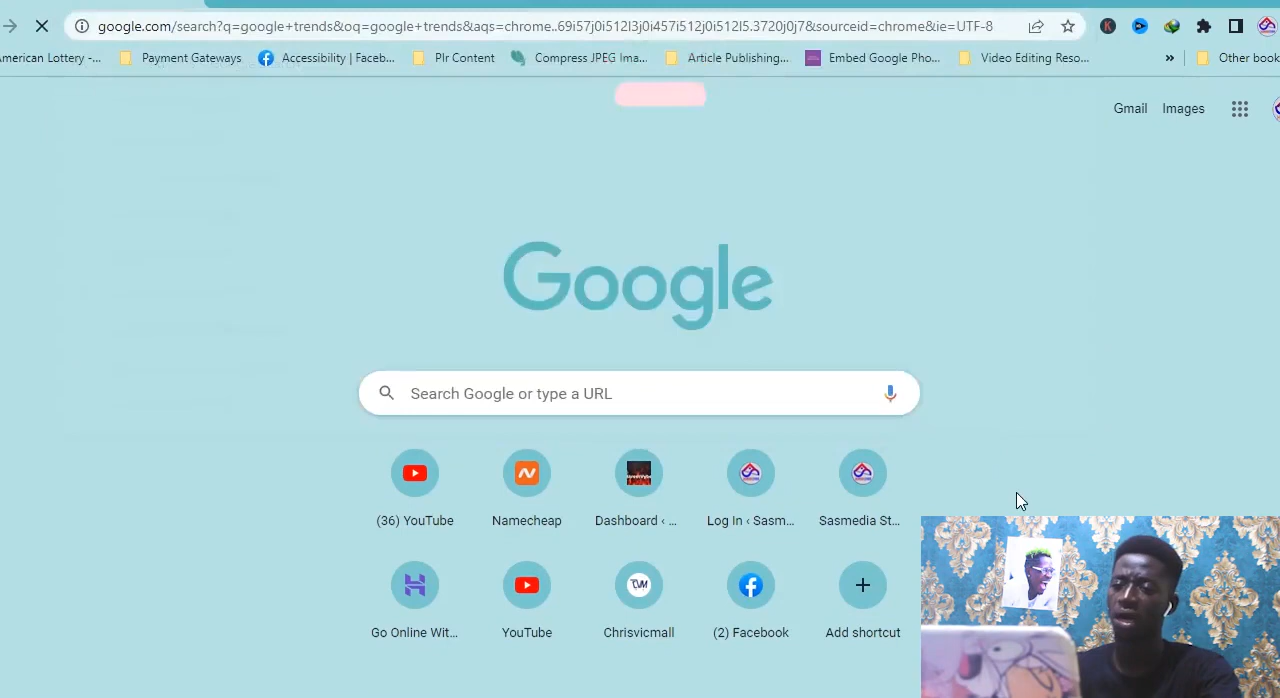 google.com/search?q=google+trends&oq=google+trends&aqs=chrome..69i57j0i512l3j0i457i512j0i512l5.3720j0j7&sourceid=chrome&ie=UTF-8
merican Lottery -... Payment Gateways Accessibility | Faceb... Plr Content Compress JPEG Ima... Article Publishing... Embed Google Pho... Video Editing Reso... » Other book
Gmail Images
Google
Search Google or type a URL
(36) YouTube Namecheap Dashboard ‹ ... Log In ‹ Sasm... Sasmedia St...
Go Online Wit... YouTube Chrisvicmall (2) Facebook Add shortcut